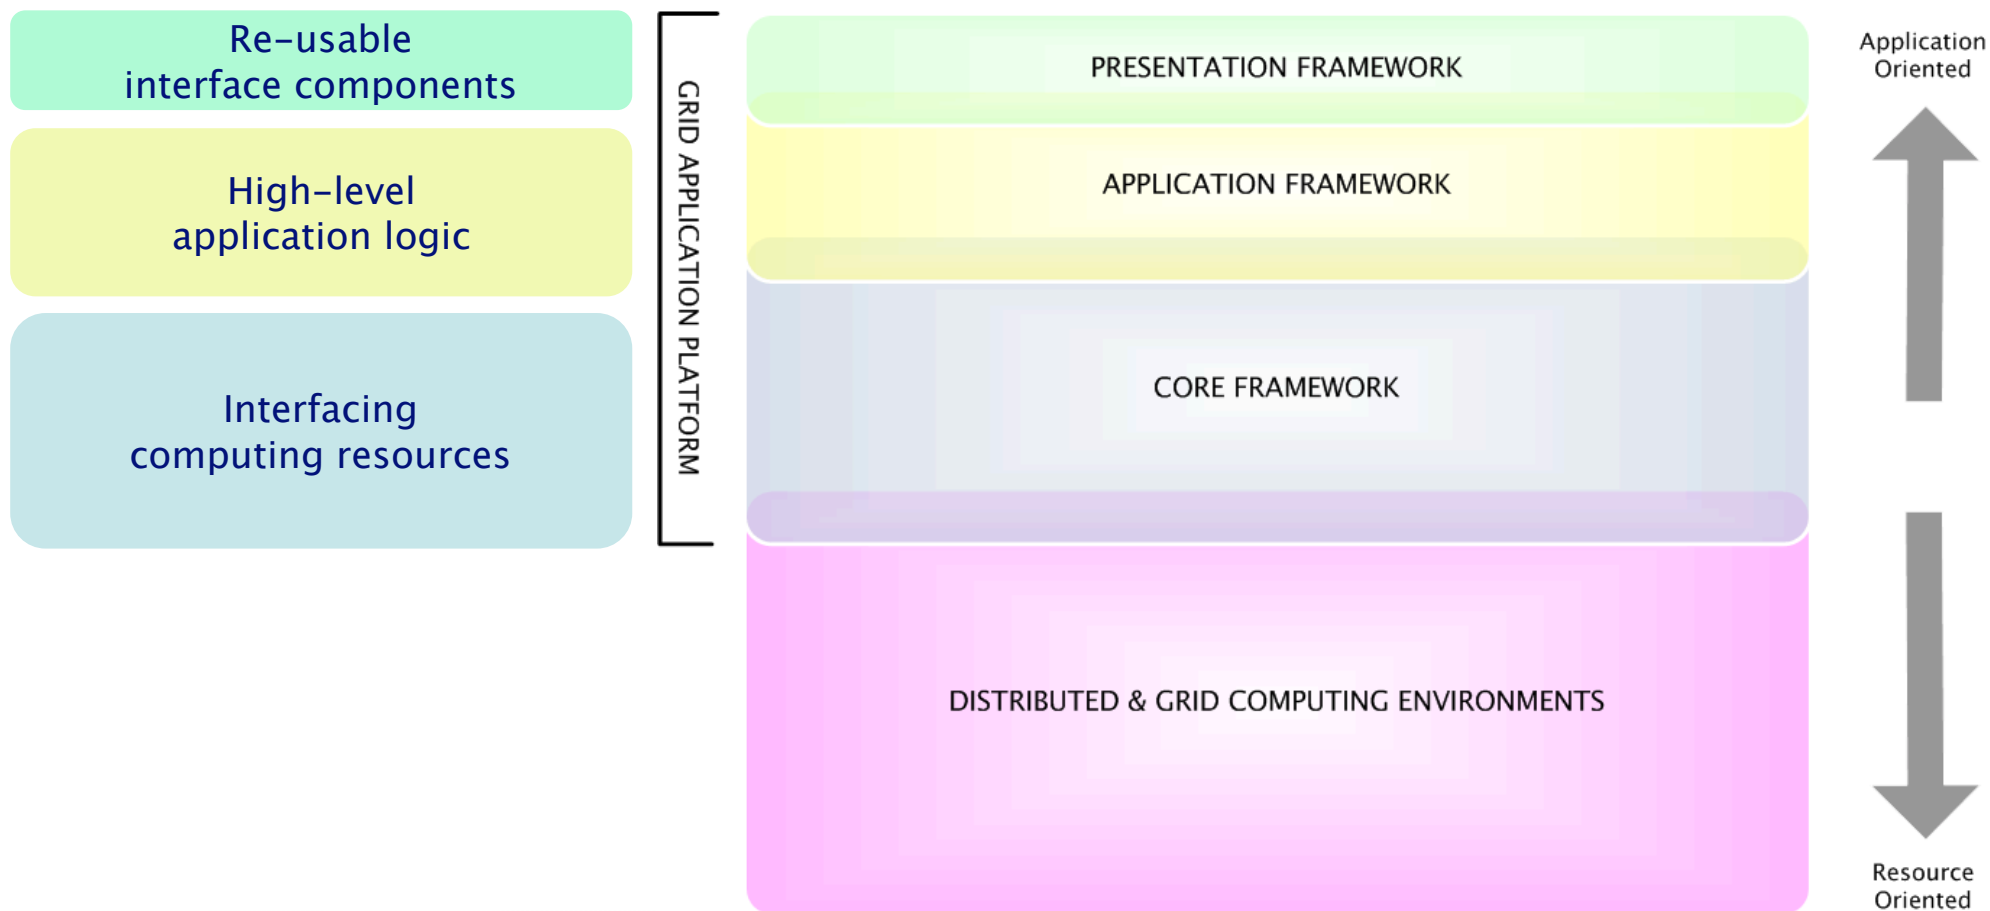 Re-usable
interface components
High-level
application logic
Interfacing
computing resources
GRID APPLICATION PLATFORM
PRESENTATION FRAMEWORK
APPLICATION FRAMEWORK
CORE FRAMEWORK
DISTRIBUTED & GRID COMPUTING ENVIRONMENTS
Application
Oriented
Resource
Oriented